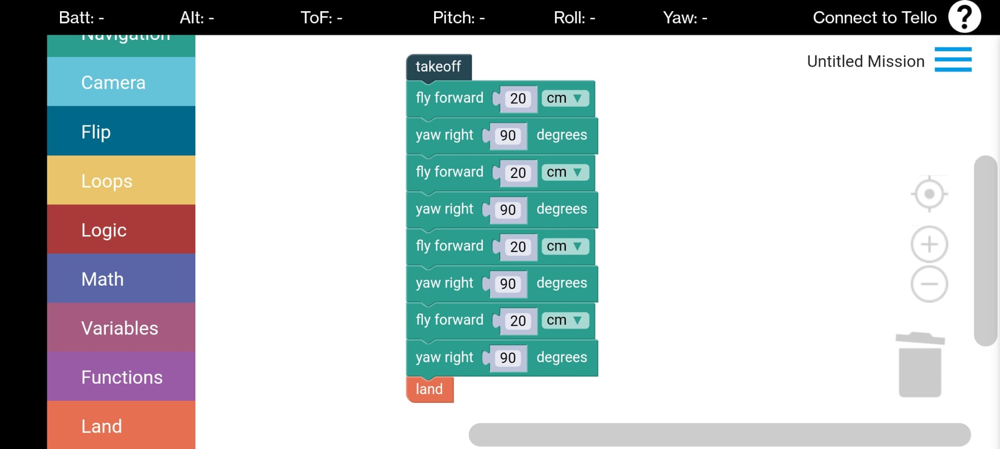 Batt: - Alt: - ToF: - Pitch: - Roll: - Yaw: - Connect to Tello ?
Navigation
Camera
Flip
Loops
Logic
Math
Variables
Functions
Land
Untitled Mission
takeoff
fly forward 20 cm ▼
yaw right 90 degrees
fly forward 20 cm ▼
yaw right 90 degrees
fly forward 20 cm ▼
yaw right 90 degrees
fly forward 20 cm ▼
yaw right 90 degrees
land